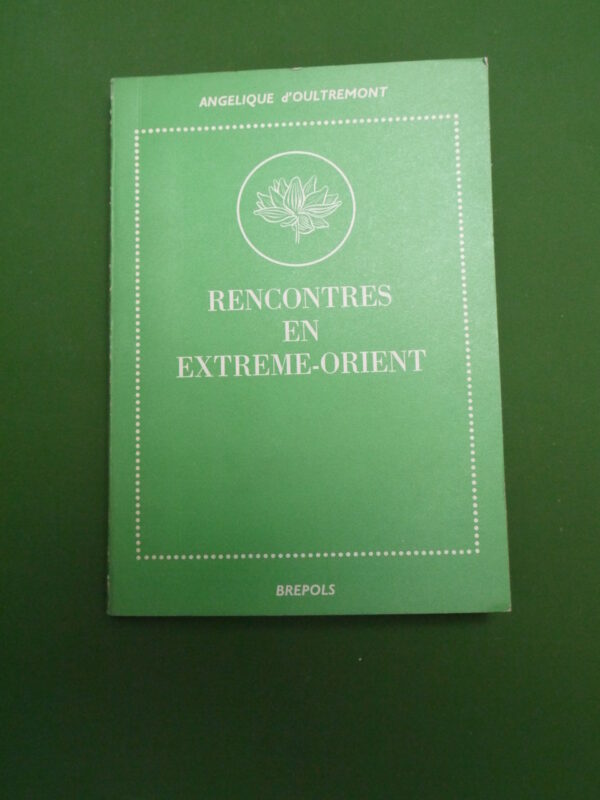 ANGELIQUE d'OULTREMONT
RENCONTRES
EN
EXTREME-ORIENT
BREPOLS